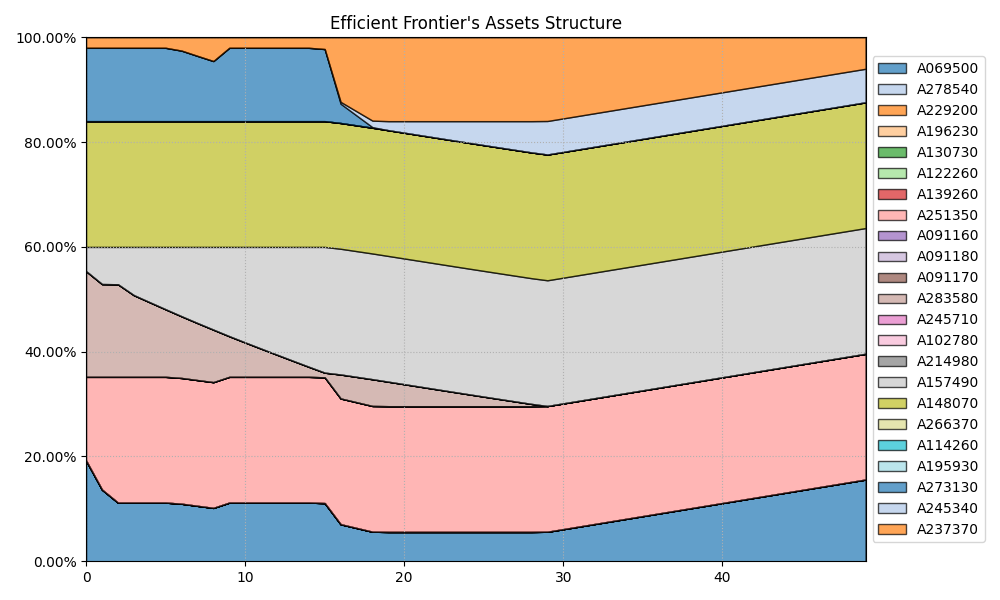 Efficient Frontier's Assets Structure
100.00%
80.00%
60.00%
40.00%
20.00%
0.00%
0
10
20
30
40
A069500
A278540
A229200
A196230
A130730
A122260
A139260
A251350
A091160
A091180
A091170
A283580
A245710
A102780
A214980
A157490
A148070
A266370
A114260
A195930
A273130
A245340
A237370